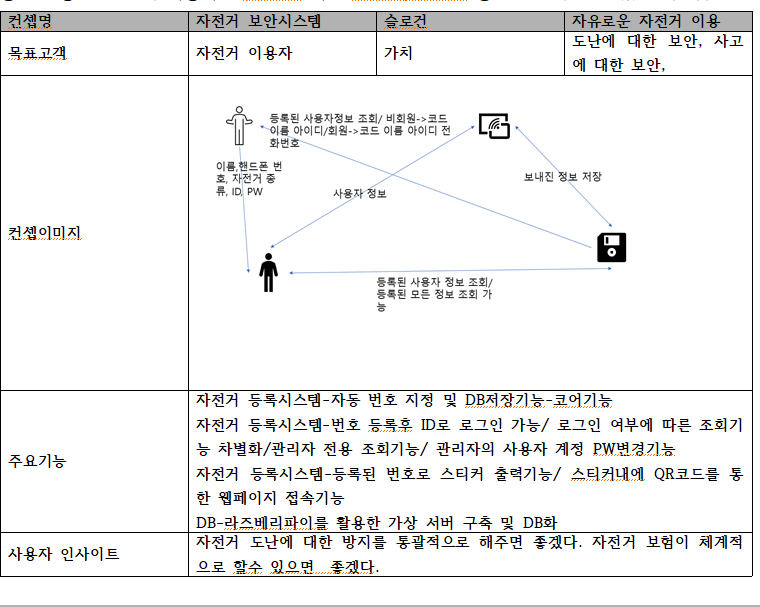 컨셉명 자전거 보안시스템 슬로건 자유로운 자전거 이용
목표고객 자전거 이용자 가치 도난에 대한 보안, 사고
에 대한 보안,
컨셉이미지
등록된 사용자정보 조회/ 비회원->코드
이름 아이디/회원->코드 이름 아이디 전
화번호
이름,핸드폰 번
호, 자전거 종
류, ID, PW
사용자 정보
보내진 정보 저장
등록된 사용자 정보 조회/
등록된 모든 정보 조회 가
능
주요기능
자전거 등록시스템-자동 번호 지정 및 DB저장기능-코어기능
자전거 등록시스템-번호 등록후 ID로 로그인 가능/ 로그인 여부에 따른 조회기
능 차별화/관리자 전용 조회기능/ 관리자의 사용자 계정 PW변경기능
자전거 등록시스템-등록된 번호로 스티커 출력기능/ 스티커내에 QR코드를 통
한 웹페이지 접속기능
DB-라즈베리파이를 활용한 가상 서버 구축 및 DB화
사용자 인사이트
자전거 도난에 대한 방지를 통괄적으로 해주면 좋겠다. 자전거 보험이 체계적
으로 할수 있으면 좋겠다.